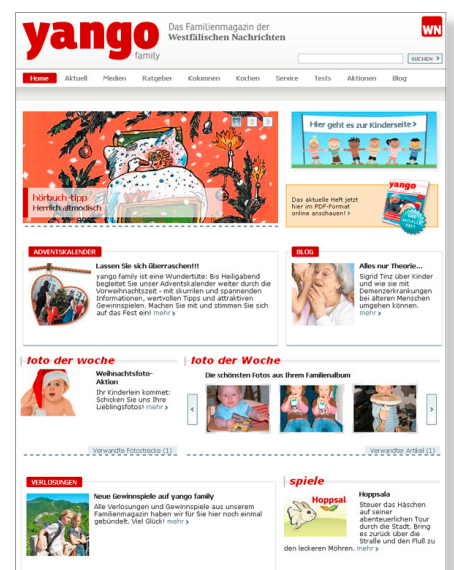 yango
family
Das Familienmagazin der
Westfälischen Nachrichten
WN
SUCHEN >
Home Aktuell Medien Ratgeber Kolumnen Kochen Service Tests Aktionen Blog
1 2 3
hörbuch-tipp
Herrlich altmodisch
Hier geht es zur Kinderseite >
Das aktuelle Heft jetzt
hier im PDF-Format
online anschauen! >
yango
ADVENTSKALENDER
Lassen Sie sich überraschen!!!
yango family ist eine Wundertüte: Bis Heiligabend
begleitet Sie unser Adventskalender weiter durch die
Vorweihnachtszeit - mit skurrilen und spannenden
Informationen, wertvollen Tipps und attraktiven
Gewinnspielen. Machen Sie mit und stimmen Sie sich
auf das Fest ein! mehr >
BLOG
Alles nur Theorie...
Sigrid Tinz über Kinder
und wie sie mit
Demenzerkrankungen
bei älteren Menschen
umgehen können.
mehr >
foto der woche
Weihnachtsfoto-
Aktion
Ihr Kinderlein kommet:
Schicken Sie uns Ihre
Lieblingsfotos! mehr >
Verwandte Fotostrecke (1)
foto der Woche
Die schönsten Fotos aus Ihrem Familienalbum
< >
Verwandter Artikel (1)
VERLOSUNGEN
Neue Gewinnspiele auf yango family
Alle Verlosungen und Gewinnspiele aus unserem
Familienmagazin haben wir für Sie hier noch einmal
gebündelt. Viel Glück! mehr >
spiele
Hoppsala
Hoppsala
Steuer das Häschen
auf seiner
abenteuerlichen Tour
durch die Stadt. Bring
es zurück über die
Straße und den Fluß zu
den leckeren Möhren. mehr >